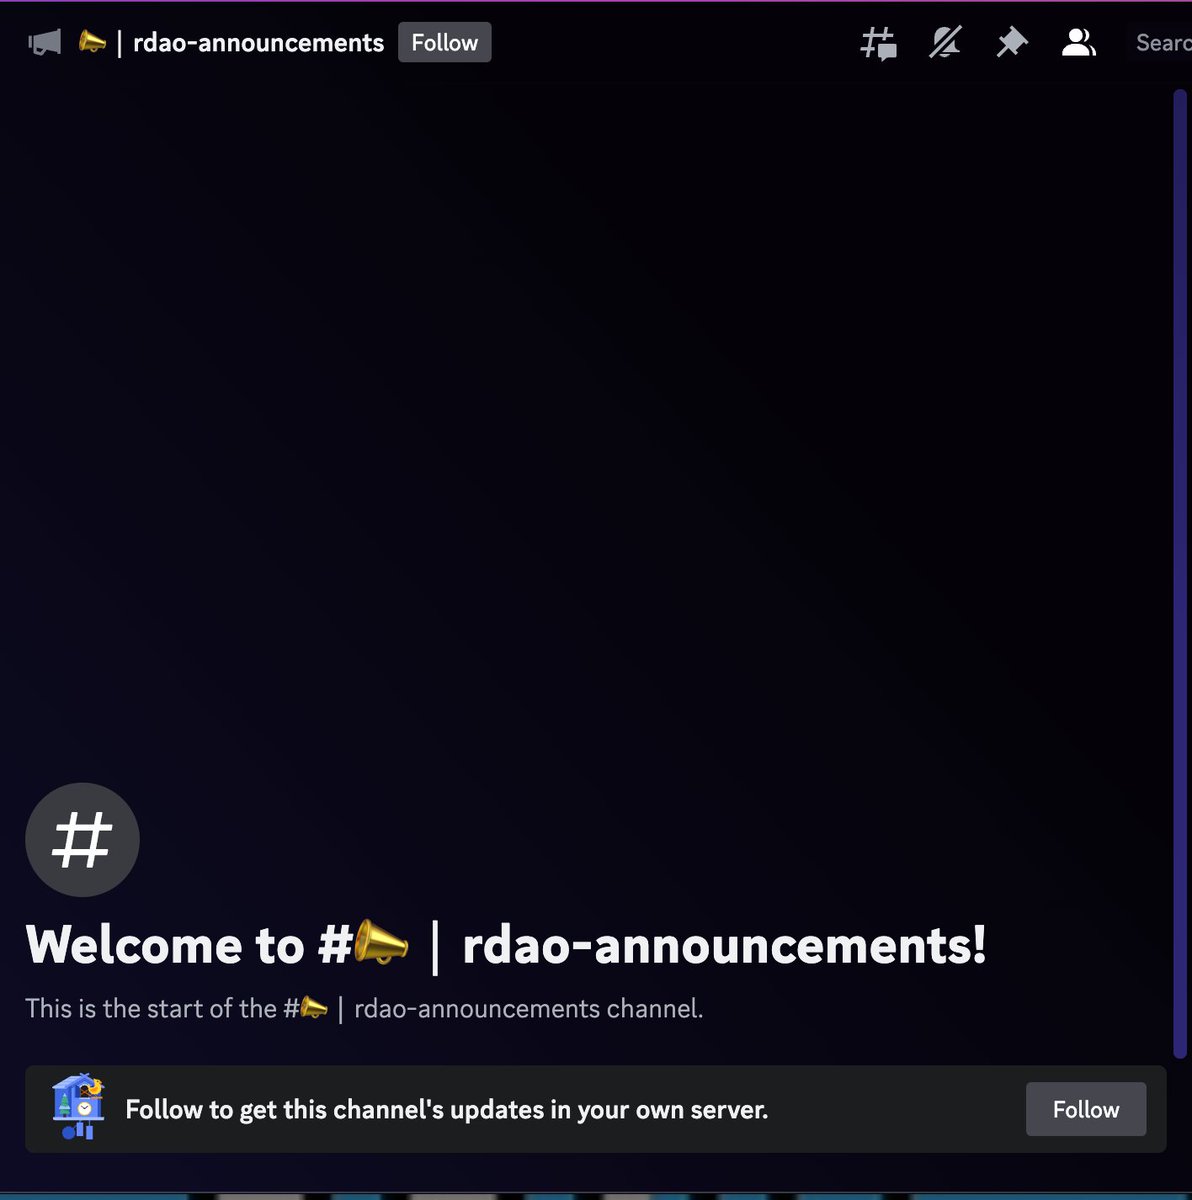 📣 | rdao-announcements Follow
Welcome to #📣 | rdao-announcements!
This is the start of the #📣 | rdao-announcements channel.
Follow to get this channel's updates in your own server. Follow